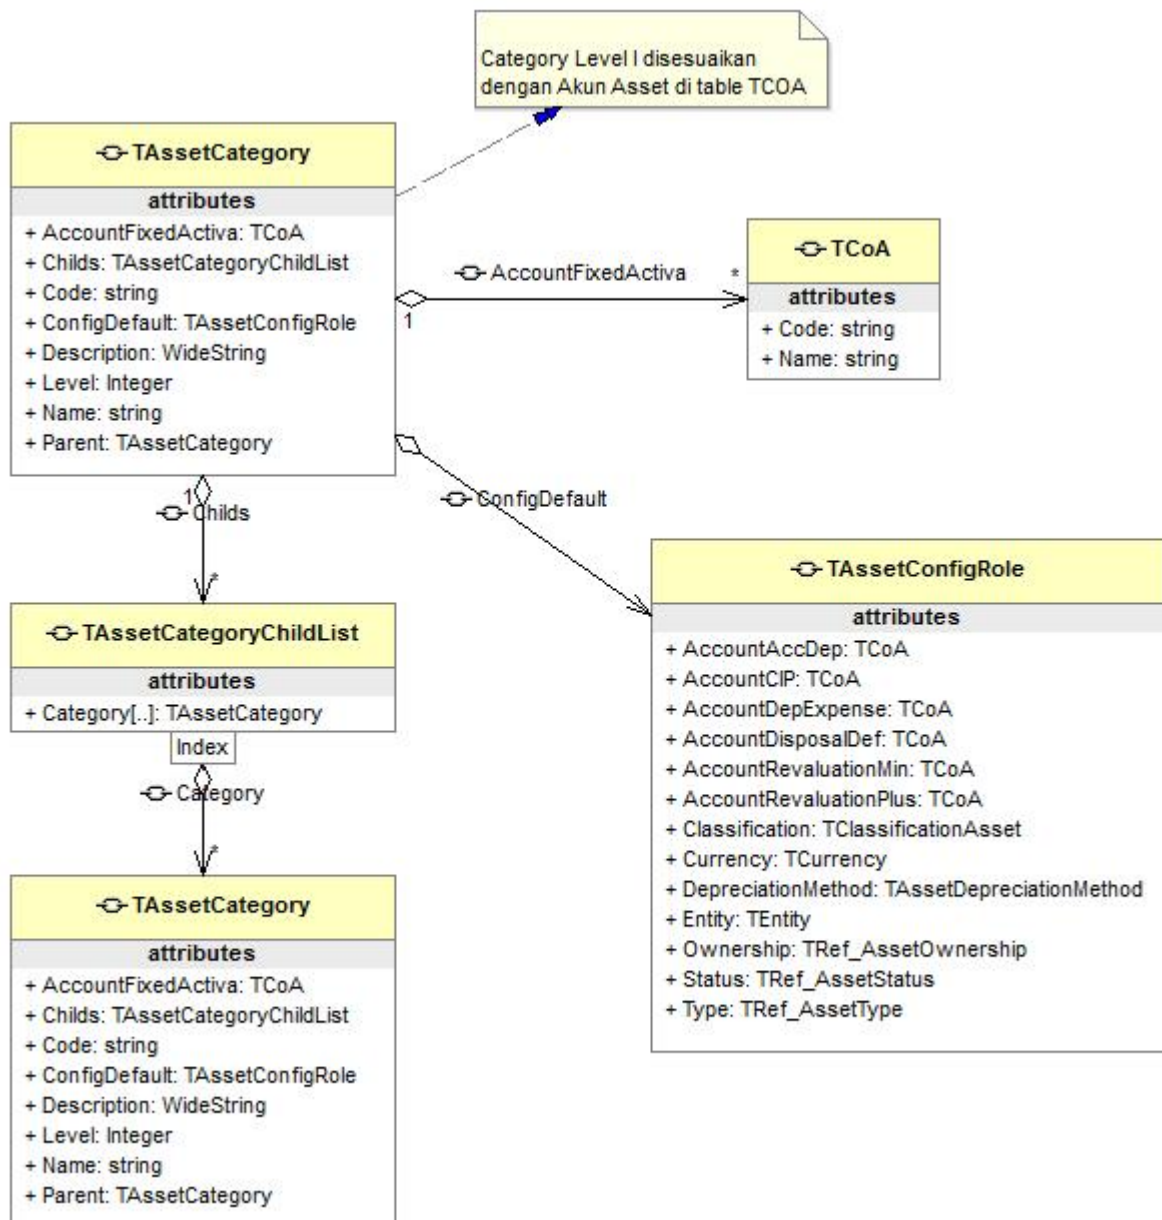 Category Level I disesuaikan
dengan Akun Asset di table TCOA
TAssetCategory
attributes
+ AccountFixedActiva: TCoA
+ Childs: TAssetCategoryChildList
+ Code: string
+ ConfigDefault: TAssetConfigRole
+ Description: WideString
+ Level: Integer
+ Name: string
+ Parent: TAssetCategory
AccountFixedActiva
1
*
TCoA
attributes
+ Code: string
+ Name: string
ConfigDefault
1
Childs
*
TAssetCategoryChildList
attributes
+ Category[..]: TAssetCategory
Index
Category
*
TAssetConfigRole
attributes
+ AccountAccDep: TCoA
+ AccountCIP: TCoA
+ AccountDepExpense: TCoA
+ AccountDisposalDef: TCoA
+ AccountRevaluationMin: TCoA
+ AccountRevaluationPlus: TCoA
+ Classification: TClassificationAsset
+ Currency: TCurrency
+ DepreciationMethod: TAssetDepreciationMethod
+ Entity: TEntity
+ Ownership: TRef_AssetOwnership
+ Status: TRef_AssetStatus
+ Type: TRef_AssetType
TAssetCategory
attributes
+ AccountFixedActiva: TCoA
+ Childs: TAssetCategoryChildList
+ Code: string
+ ConfigDefault: TAssetConfigRole
+ Description: WideString
+ Level: Integer
+ Name: string
+ Parent: TAssetCategory